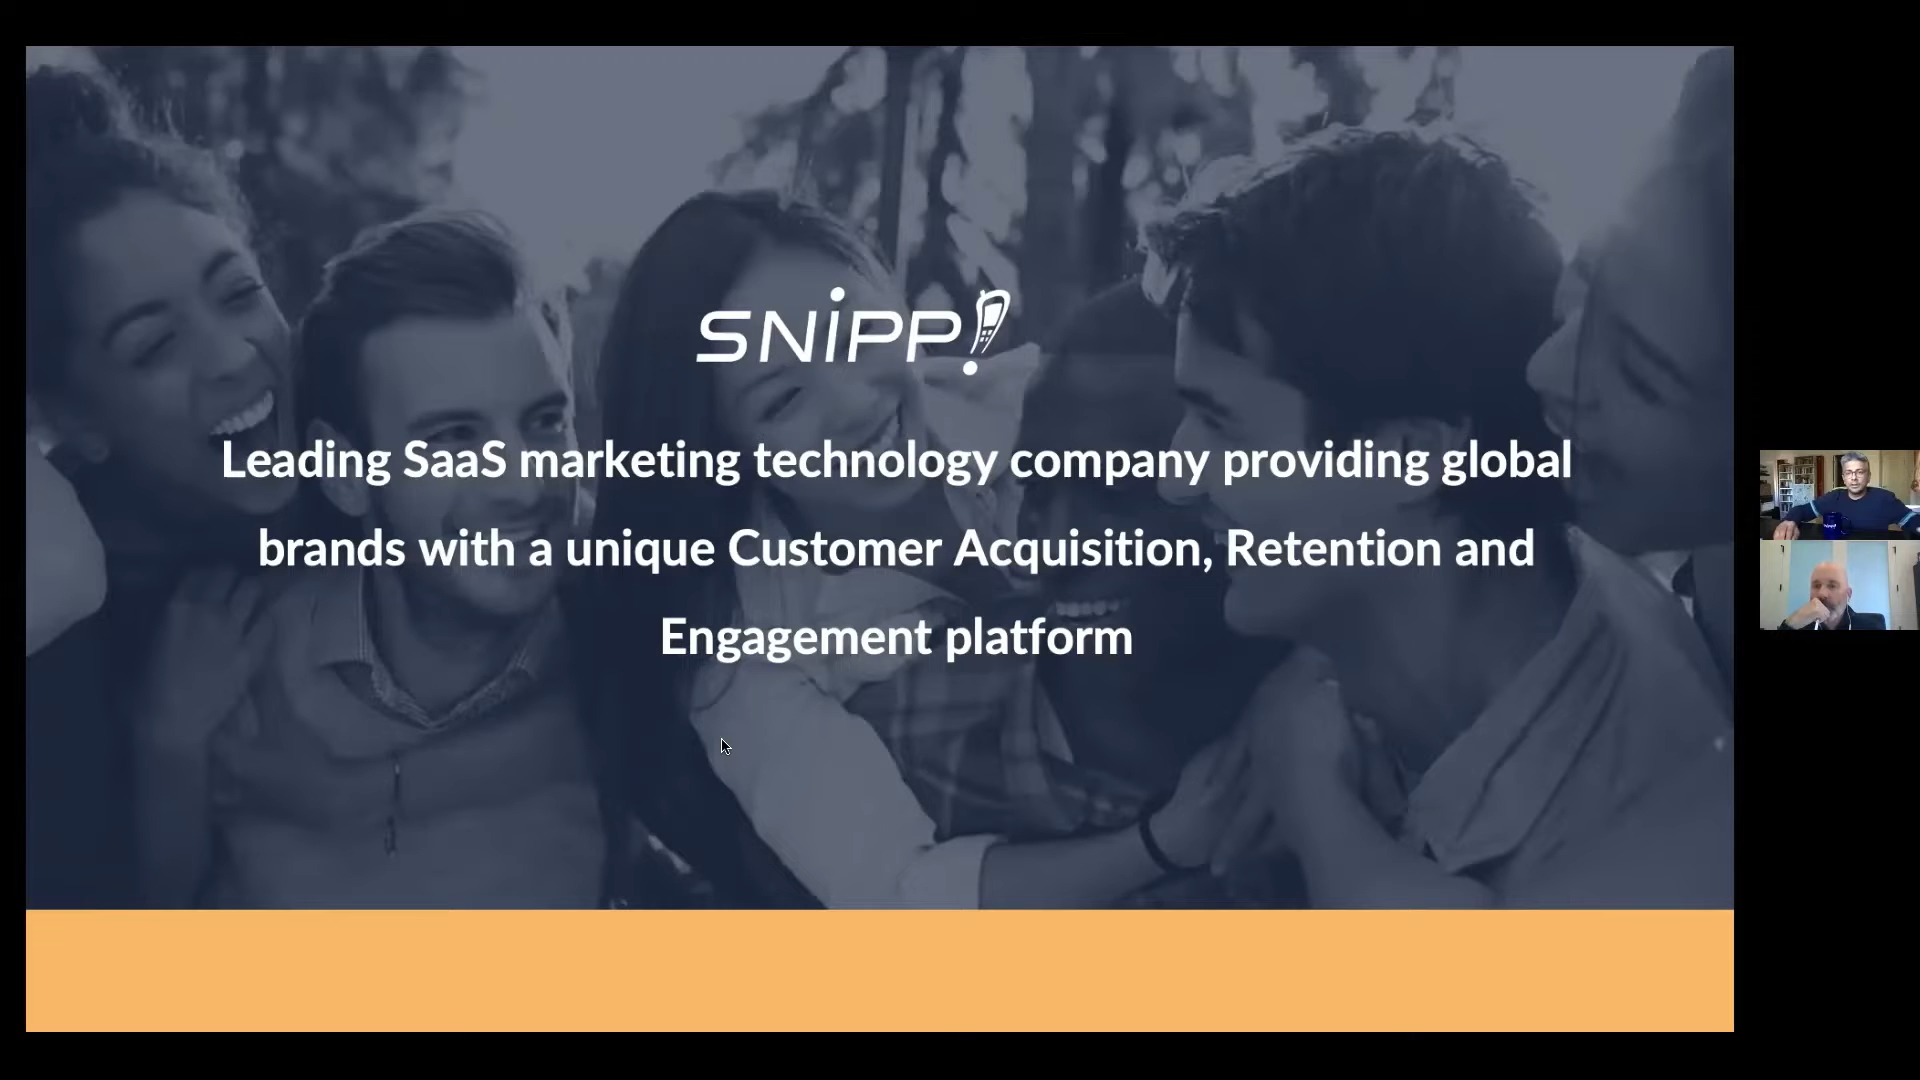 SNiPP!
Leading SaaS marketing technology company providing global
brands with a unique Customer Acquisition, Retention and
Engagement platform